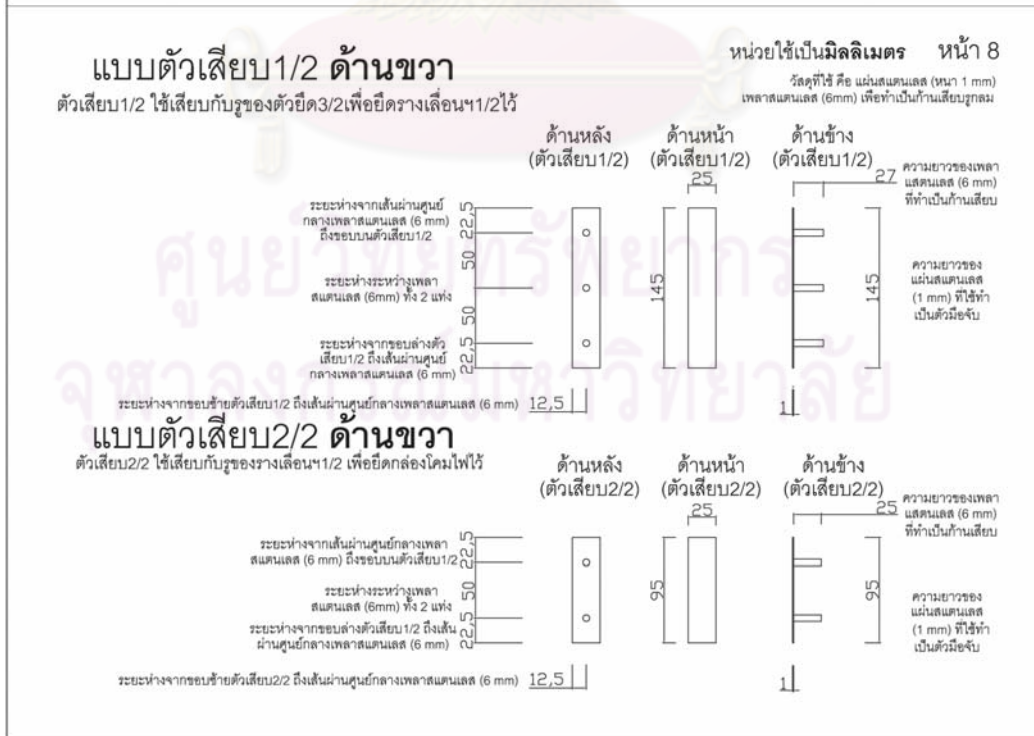 หน่วยใช้เป็นมิลลิเมตร หน้า 8
แบบตัวเสียบ1/2 ด้านขวา
ตัวเสียบ1/2 ใช้เสียบกับรูของตัวยึด3/2เพื่อยึดรางเลื่อนฯ1/2ไว้
วัสดุที่ใช้ คือ แผ่นสแตนเลส (หนา 1 mm)
เพลาสแตนเลส (6mm) เพื่อทำเป็นก้านเสียบรูกลม
ด้านหลัง
(ตัวเสียบ1/2)
ด้านหน้า
(ตัวเสียบ1/2)
ด้านข้าง
(ตัวเสียบ1/2)
25
27
ความยาวของเพลา
แสตนเลส (6 mm)
ที่ทำเป็นก้านเสียบ
ระยะห่างจากเส้นผ่านศูนย์
กลางเพลาสแตนเลส (6 mm)
ถึงขอบบนตัวเสียบ1/2
22,5
22,5
50
ระยะห่างระหว่างเพลา
สแตนเลส (6mm) ทั้ง 2 แท่ง
50
ระยะห่างจากขอบล่างตัว
เสียบ1/2 ถึงเส้นผ่านศูนย์
กลางเพลาสแตนเลส (6 mm)
22,5
22,5
145
145
ความยาวของ
แผ่นสแตนเลส
(1 mm) ที่ใช้ทำ
เป็นตัวมือจับ
ศูนย์วิทยทรัพยากร
จุฬาลงกรณ์มหาวิทยาลัย
ระยะห่างจากขอบซ้ายตัวเสียบ1/2 ถึงเส้นผ่านศูนย์กลางเพลาสแตนเลส (6 mm) 12,5
1
แบบตัวเสียบ2/2 ด้านขวา
ตัวเสียบ2/2 ใช้เสียบกับรูของรางเลื่อนฯ1/2 เพื่อยึดกล่องโคมไฟไว้
ด้านหลัง
(ตัวเสียบ2/2)
ด้านหน้า
(ตัวเสียบ2/2)
ด้านข้าง
(ตัวเสียบ2/2)
25
25
ความยาวของเพลา
แสตนเลส (6 mm)
ที่ทำเป็นก้านเสียบ
ระยะห่างจากเส้นผ่านศูนย์กลางเพลา
สแตนเลส (6 mm) ถึงขอบบนตัวเสียบ1/2
22,5
22,5
ระยะห่างระหว่างเพลา
สแตนเลส (6mm) ทั้ง 2 แท่ง
50
ระยะห่างจากขอบล่างตัวเสียบ1/2 ถึงเส้น
ผ่านศูนย์กลางเพลาสแตนเลส (6 mm)
22,5
22,5
95
95
ความยาวของ
แผ่นสแตนเลส
(1 mm) ที่ใช้ทำ
เป็นตัวมือจับ
ระยะห่างจากขอบซ้ายตัวเสียบ2/2 ถึงเส้นผ่านศูนย์กลางเพลาสแตนเลส (6 mm) 12,5
1